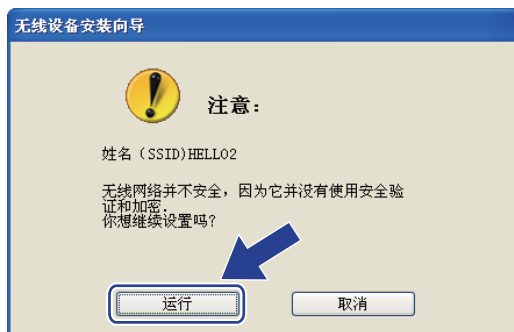 无线设备安装向导
注意：
姓名（SSID)HELLO2
无线网络并不安全，因为它并没有使用安全验
证和加密.
你想继续设置吗?
运行
取消